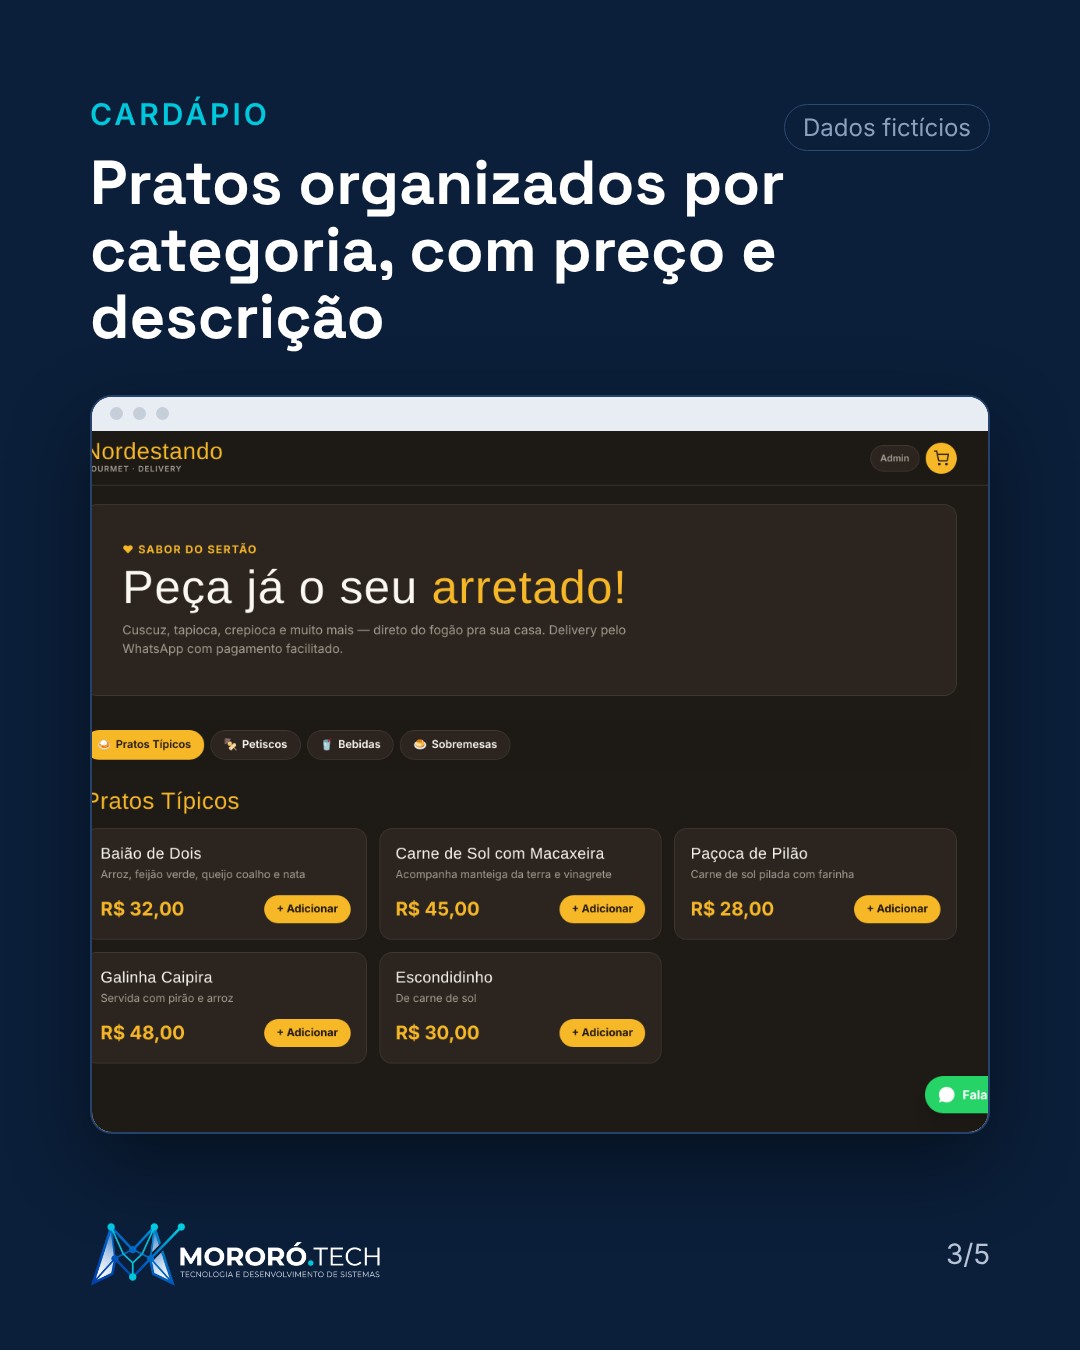 CARDÁPIO
Dados fictícios
Pratos organizados por
categoria, com preço e
descrição
Nordestando
OURMET · DELIVERY
Admin
SABOR DO SERTÃO
Peça já o seu arretado!
Cuscuz, tapioca, crepioca e muito mais — direto do fogão pra sua casa. Delivery pelo
WhatsApp com pagamento facilitado.
Pratos Típicos Petiscos Bebidas Sobremesas
Pratos Típicos
Baião de Dois
Arroz, feijão verde, queijo coalho e nata
R$ 32,00 + Adicionar
Carne de Sol com Macaxeira
Acompanha manteiga da terra e vinagrete
R$ 45,00 + Adicionar
Paçoca de Pilão
Carne de sol pilada com farinha
R$ 28,00 + Adicionar
Galinha Caipira
Servida com pirão e arroz
R$ 48,00 + Adicionar
Escondidinho
De carne de sol
R$ 30,00 + Adicionar
Fala
MORORÓ.TECH
TECNOLOGIA E DESENVOLVIMENTO DE SISTEMAS
3/5